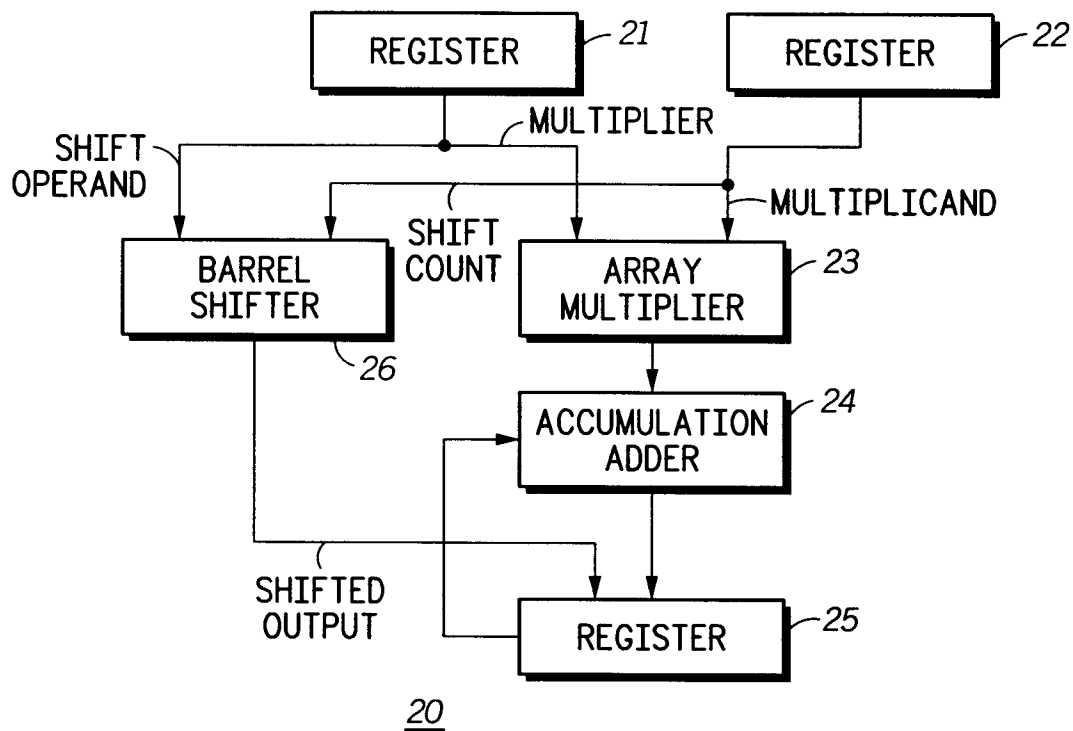 REGISTER
21
REGISTER
22
MULTIPLIER
SHIFT
OPERAND
MULTIPLICAND
SHIFT
COUNT
BARREL
SHIFTER
26
ARRAY
MULTIPLIER
23
ACCUMULATION
ADDER
24
SHIFTED
OUTPUT
REGISTER
25
20